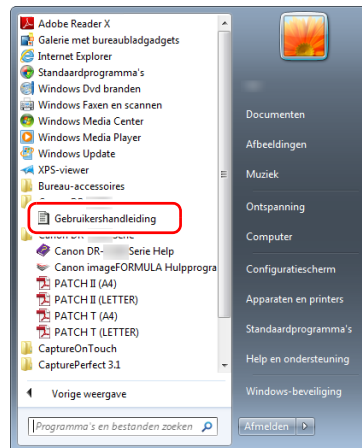 Adobe Reader X
Galerie met bureaubladgadgets
Internet Explorer
Standaardprogramma's
Windows Dvd branden
Windows Faxen en scannen
Windows Media Center
Windows Media Player
Windows Update
XPS-viewer
Bureau-accessoires
Gebruikershandleiding
Canon DR- Serie
Canon DR- Serie Help
Canon imageFORMULA Hulpprogra
PATCH II (A4)
PATCH II (LETTER)
PATCH T (A4)
PATCH T (LETTER)
CaptureOnTouch
CapturePerfect 3.1
Vorige weergave
Programma's en bestanden zoeken
Documenten
Afbeeldingen
Muziek
Ontspanning
Computer
Configuratiescherm
Apparaten en printers
Standaardprogramma's
Help en ondersteuning
Windows-beveiliging
Afmelden